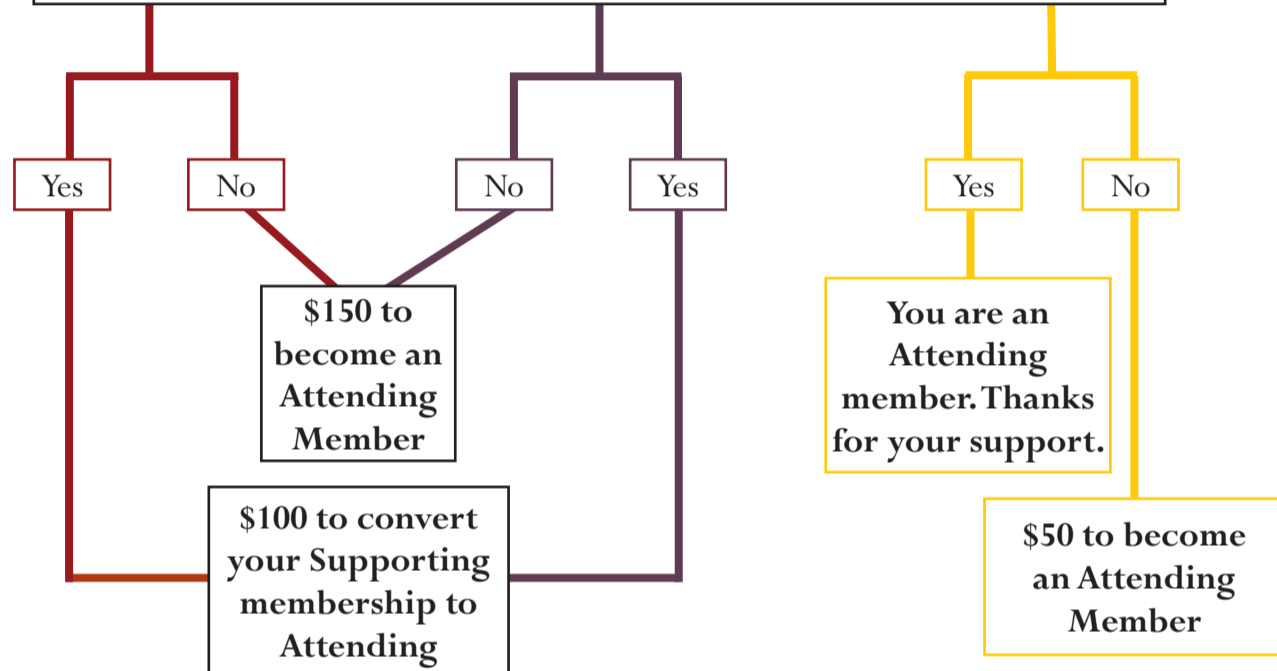 Yes
No
No
Yes
Yes
No
$150 to
become an
Attending
Member
You are an
Attending
member. Thanks
for your support.
$100 to convert
your Supporting
membership to
Attending
$50 to become
an Attending
Member